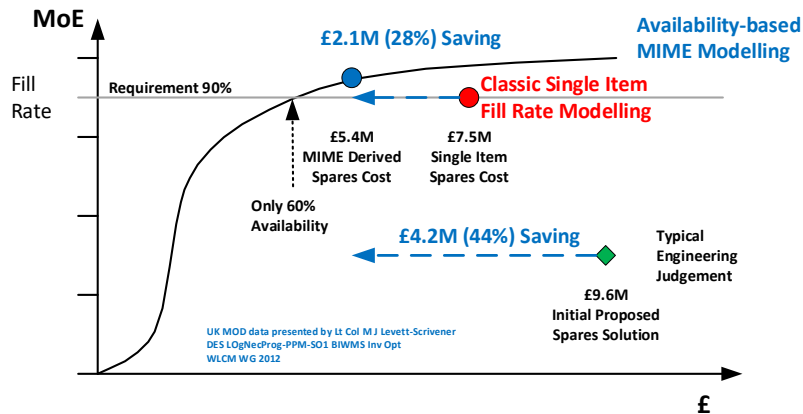 MoE
£2.1M (28%) Saving
Availability-based
MIME Modelling
Fill
Rate
Requirement 90%
Classic Single Item
Fill Rate Modelling
£5.4M
MIME Derived
Spares Cost
£7.5M
Single Item
Spares Cost
Only 60%
Availability
£4.2M (44%) Saving
Typical
Engineering
Judgement
£9.6M
Initial Proposed
Spares Solution
UK MOD data presented by Lt Col M J Levett-Scrivener
DES LOgNecProg-PPM-SO1 BIWMS Inv Opt
WLCM WG 2012
£